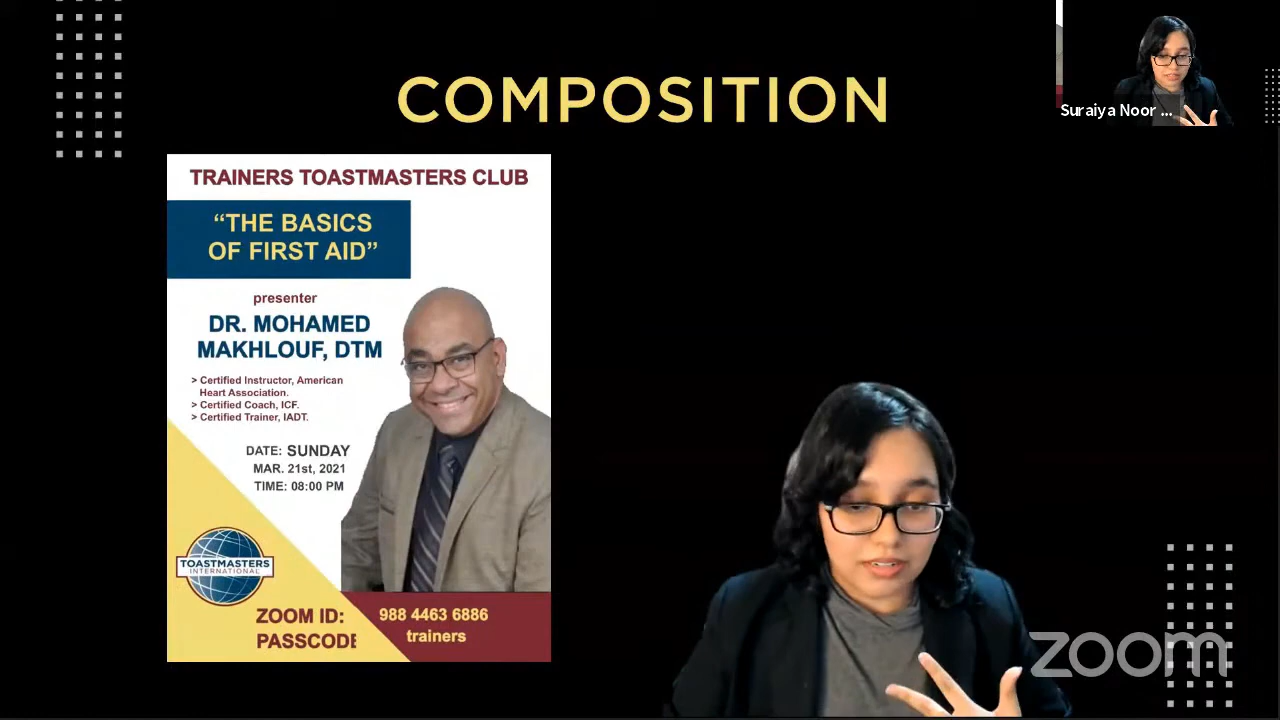 COMPOSITION
Suraiya Noor ...
TRAINERS TOASTMASTERS CLUB
“THE BASICS
OF FIRST AID”
presenter
DR. MOHAMED
MAKHLOUF, DTM
> Certified Instructor, American
Heart Association.
> Certified Coach, ICF.
> Certified Trainer, IADT.
DATE: SUNDAY
MAR. 21st, 2021
TIME: 08:00 PM
TOASTMASTERS
INTERNATIONAL
ZOOM ID: 988 4463 6886
PASSCODE trainers
zoom